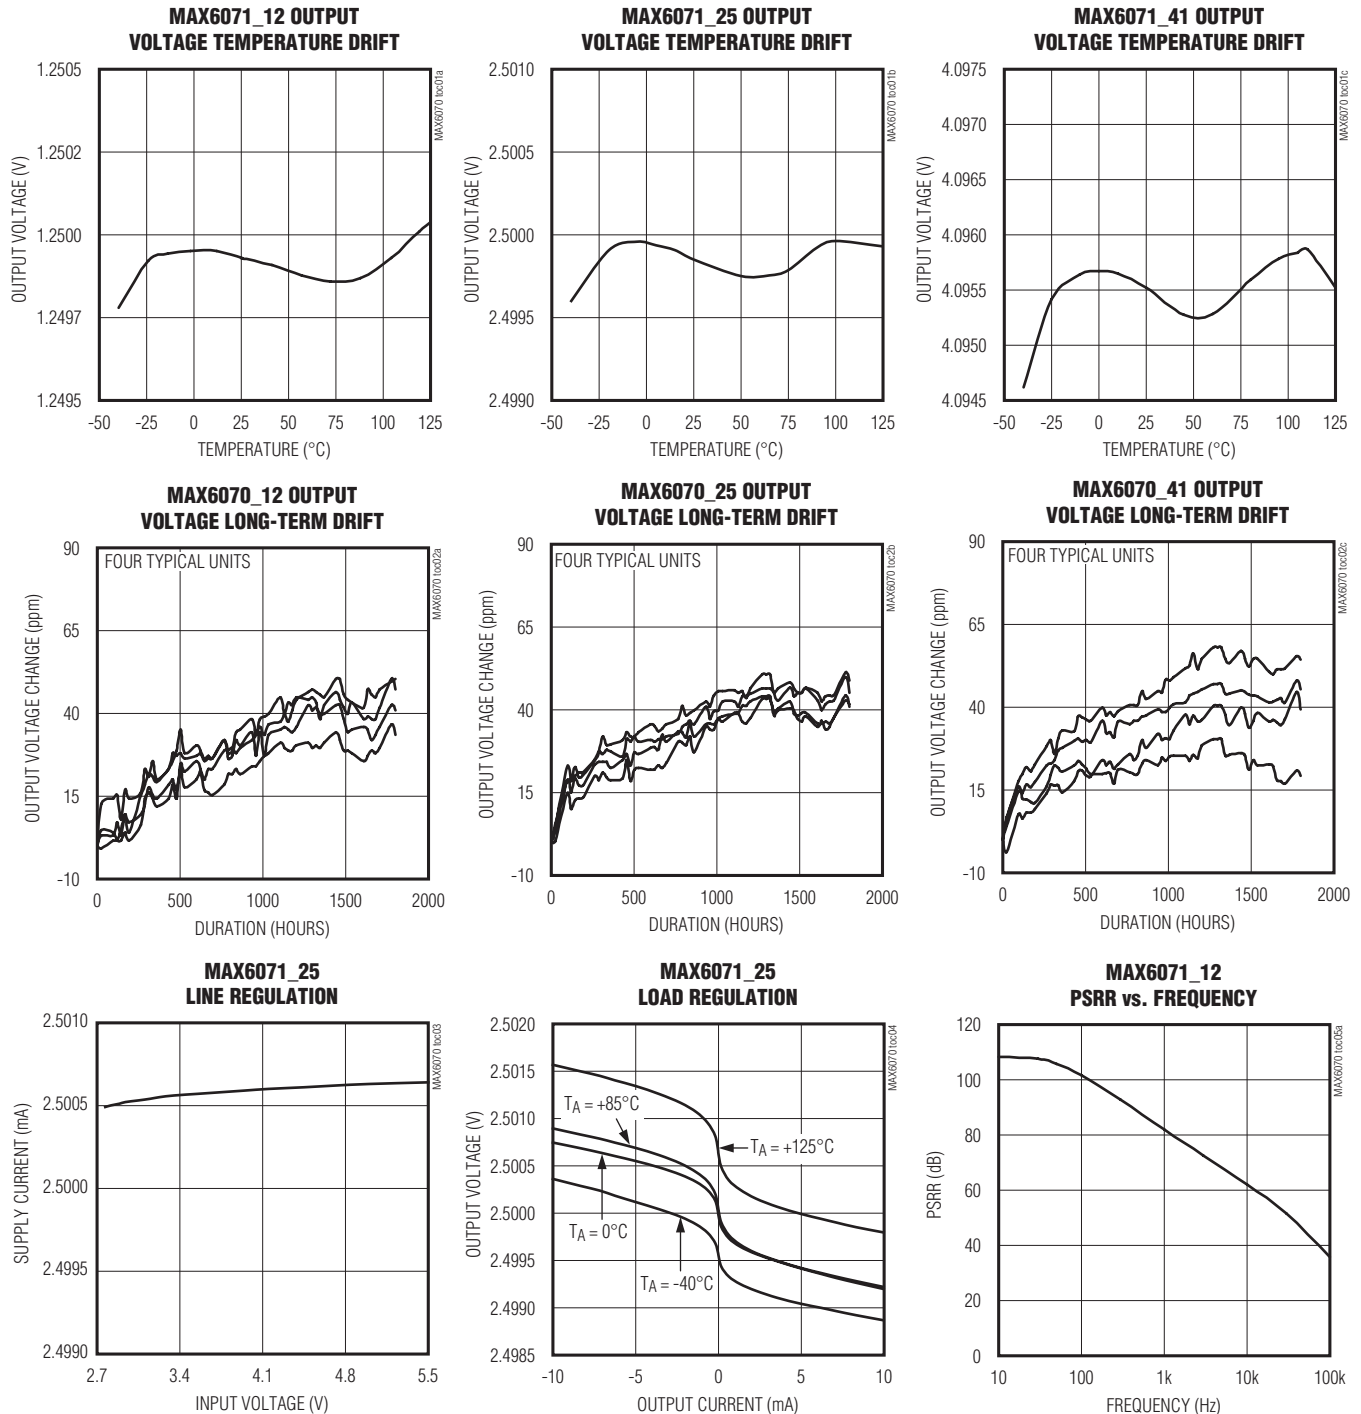 MAX6071_12 OUTPUT
VOLTAGE TEMPERATURE DRIFT
1.2505
1.2502
1.2500
1.2497
1.2495
OUTPUT VOLTAGE (V)
-50
-25
0
25
50
75
100
125
TEMPERATURE (°C)
MAX6070 toc01a
MAX6071_25 OUTPUT
VOLTAGE TEMPERATURE DRIFT
2.5010
2.5005
2.5000
2.4995
2.4990
OUTPUT VOLTAGE (V)
-50
-25
0
25
50
75
100
125
TEMPERATURE (°C)
MAX6070 toc01b
MAX6071_41 OUTPUT
VOLTAGE TEMPERATURE DRIFT
4.0975
4.0970
4.0965
4.0960
4.0955
4.0950
4.0945
OUTPUT VOLTAGE (V)
-50
-25
0
25
50
75
100
125
TEMPERATURE (°C)
MAX6070 toc01c
MAX6070_12 OUTPUT
VOLTAGE LONG-TERM DRIFT
FOUR TYPICAL UNITS
90
65
40
15
-10
OUTPUT VOLTAGE CHANGE (ppm)
0
500
1000
1500
2000
DURATION (HOURS)
MAX6070 toc02a
MAX6070_25 OUTPUT
VOLTAGE LONG-TERM DRIFT
FOUR TYPICAL UNITS
90
65
40
15
-10
OUTPUT VOLTAGE CHANGE (ppm)
0
500
1000
1500
2000
DURATION (HOURS)
MAX6070 toc2b
MAX6070_41 OUTPUT
VOLTAGE LONG-TERM DRIFT
FOUR TYPICAL UNITS
90
65
40
15
-10
OUTPUT VOLTAGE CHANGE (ppm)
0
500
1000
1500
2000
DURATION (HOURS)
MAX6070 toc02c
MAX6071_25
LINE REGULATION
2.5010
2.5005
2.5000
2.4995
2.4990
SUPPLY CURRENT (mA)
2.7
3.4
4.1
4.8
5.5
INPUT VOLTAGE (V)
MAX6070 toc03
MAX6071_25
LOAD REGULATION
2.5020
2.5015
2.5010
2.5005
2.5000
2.4995
2.4990
2.4985
OUTPUT VOLTAGE (V)
TA = +85°C
TA = +125°C
TA = 0°C
TA = -40°C
-10
-5
0
5
10
OUTPUT CURRENT (mA)
MAX6070 toc04
MAX6071_12
PSRR vs. FREQUENCY
120
100
80
60
40
20
0
PSRR (dB)
10
100
1k
10k
100k
FREQUENCY (Hz)
MAX6070 toc05a